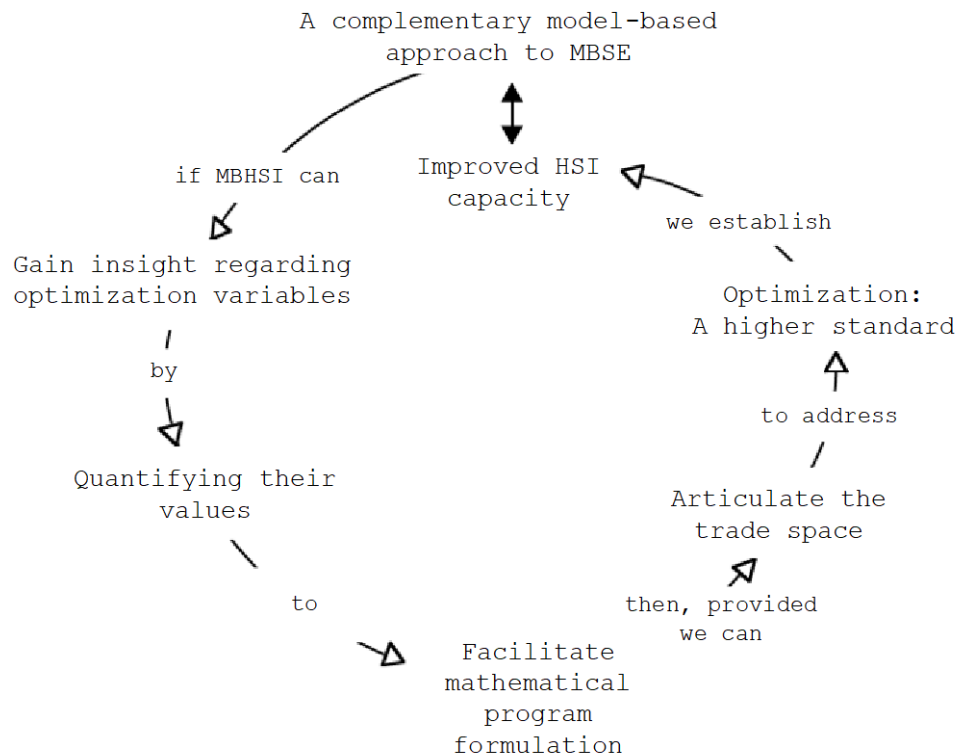 A complementary model-based
approach to MBSE
if MBHSI can
Gain insight regarding
optimization variables
by
Quantifying their
values
to
Facilitate
mathematical
program
formulation
then, provided
we can
Articulate the
trade space
to address
Optimization:
A higher standard
we establish
Improved HSI
capacity